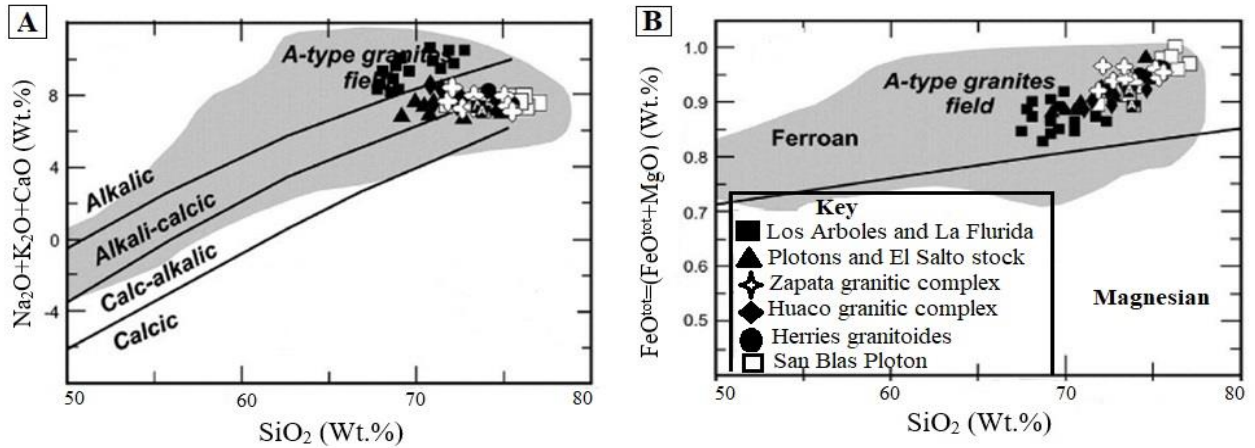 A
Na₂O+K₂O+CaO (Wt.%)
8
4
0
-4
A-type granites
field
Alkalic
Alkali-calcic
Calc-alkalic
Calcic
50
60
70
80
SiO₂ (Wt.%)
B
FeOᵗᵒᵗ=(FeOᵗᵒᵗ+MgO) (Wt.%)
1.0
0.9
0.8
0.7
0.6
0.5
A-type granites
field
Ferroan
Magnesian
Key
Los Arboles and La Flurida
Plotons and El Salto stock
Zapata granitic complex
Huaco granitic complex
Herries granitoides
San Blas Ploton
50
60
70
80
SiO₂ (Wt.%)